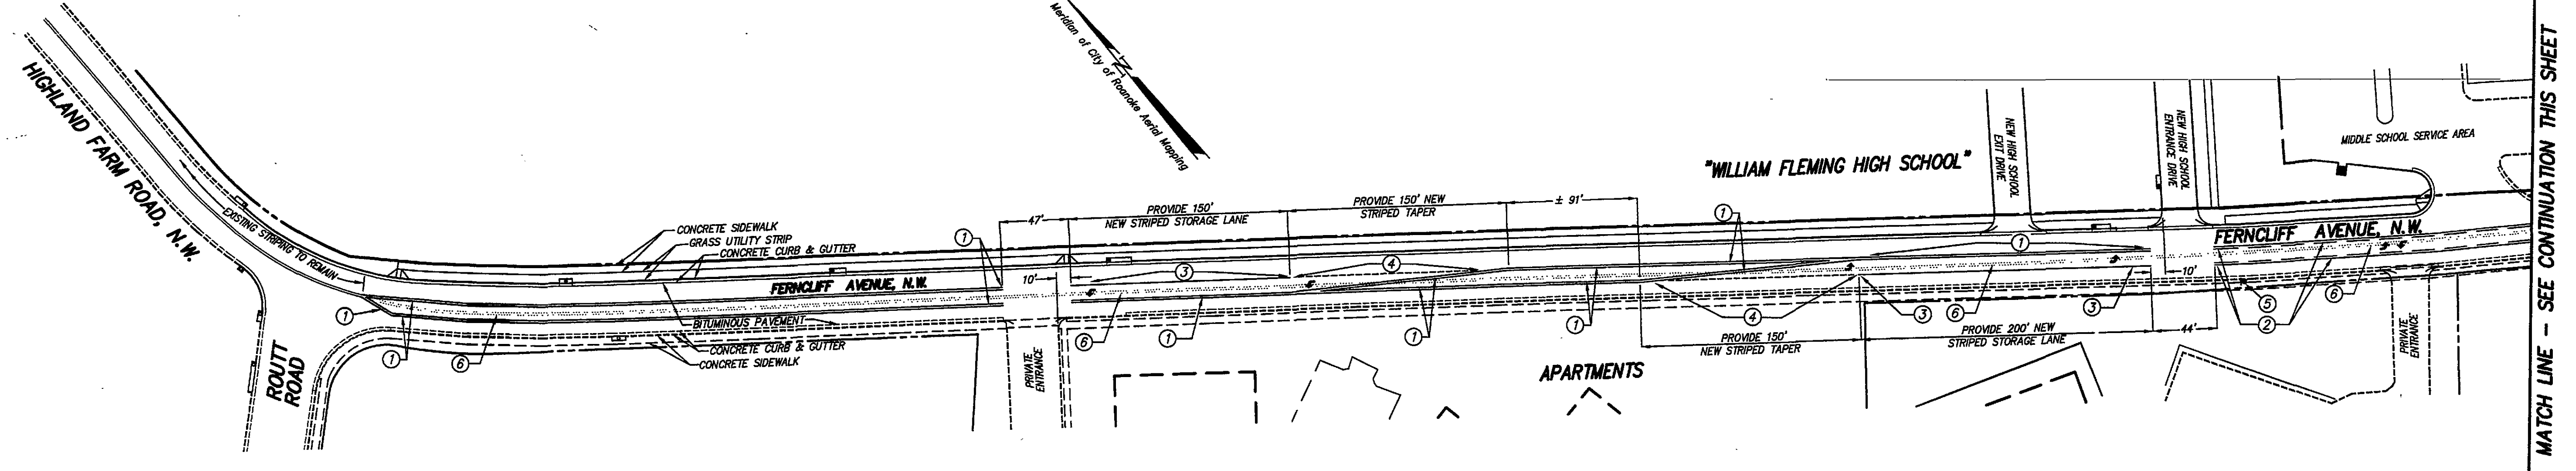 HIGHLAND FARM ROAD, N.W.
EXISTING STRIPING TO REMAIN
ROUTT
ROAD
1
1
6
CONCRETE SIDEWALK
GRASS UTILITY STRIP
CONCRETE CURB & GUTTER
FERNCLIFF AVENUE, N.W.
BITUMINOUS PAVEMENT
CONCRETE CURB & GUTTER
CONCRETE SIDEWALK
Meridian of City of Roanoke Aerial Mapping
N
1
47'
PROVIDE 150'
NEW STRIPED STORAGE LANE
PROVIDE 150' NEW
STRIPED TAPER
± 91'
10'
3
4
PRIVATE
ENTRANCE
6
1
1
1
1
APARTMENTS
"WILLIAM FLEMING HIGH SCHOOL"
4
PROVIDE 150'
NEW STRIPED TAPER
PROVIDE 200' NEW
STRIPED STORAGE LANE
44'
3
6
3
1
10'
NEW HIGH SCHOOL
EXIT DRIVE
NEW HIGH SCHOOL
ENTRANCE DRIVE
MIDDLE SCHOOL SERVICE AREA
FERNCLIFF AVENUE, N.W.
5
2
6
PRIVATE
ENTRANCE
MATCH LINE - SEE CONTINUATION THIS SHEET